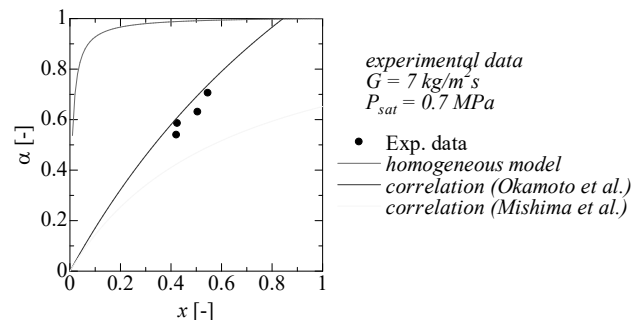 1
0.8
0.6
0.4
0.2
0
α [-]
0 0.2 0.4 0.6 0.8 1
x [-]
experimental data
G = 7 kg/m²s
P_sat = 0.7 MPa
Exp. data
homogeneous model
correlation (Okamoto et al.)
correlation (Mishima et al.)